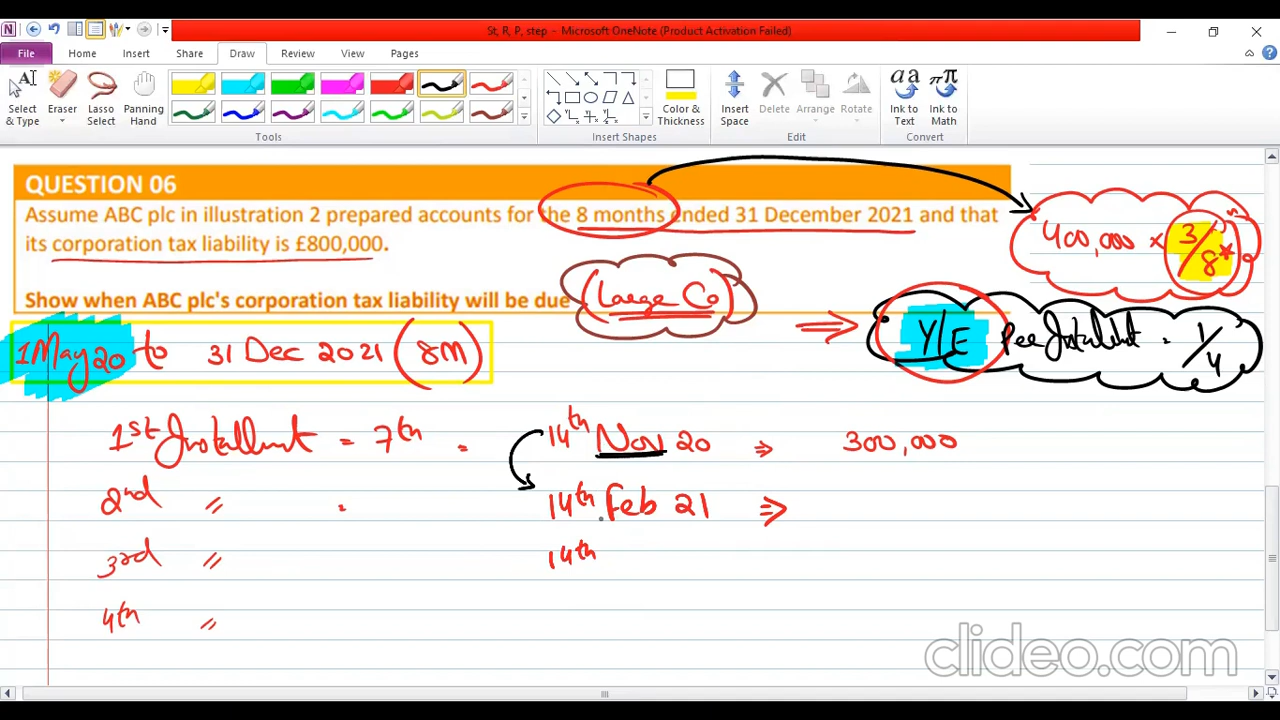 St, R, P, step - Microsoft OneNote (Product Activation Failed)
File Home Insert Share Draw Review View Pages
Select & Type
Eraser
Lasso Select
Panning Hand
Color & Thickness
Insert Space
Delete
Arrange
Rotate
Ink to Text
Ink to Math
Tools
Insert Shapes
Edit
Convert
QUESTION 06
Assume ABC plc in illustration 2 prepared accounts for the 8 months ended 31 December 2021 and that
its corporation tax liability is £800,000.
400,000 × 3/8*
Show when ABC plc's corporation tax liability will be due
(Large Co)
⇒ Y/E Per Installment = 1/4
1 May 20 to 31 Dec 2021 (8M)
1st Installment = 7th = 14th Nov 20 ⇒ 300,000
2nd " = 14th Feb 21 ⇒
3rd " 14th
4th "
clideo.com